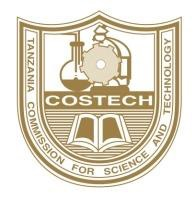 TANZANIA COMMISSION FOR SCIENCE AND TECHNOLOGY
COSTECH